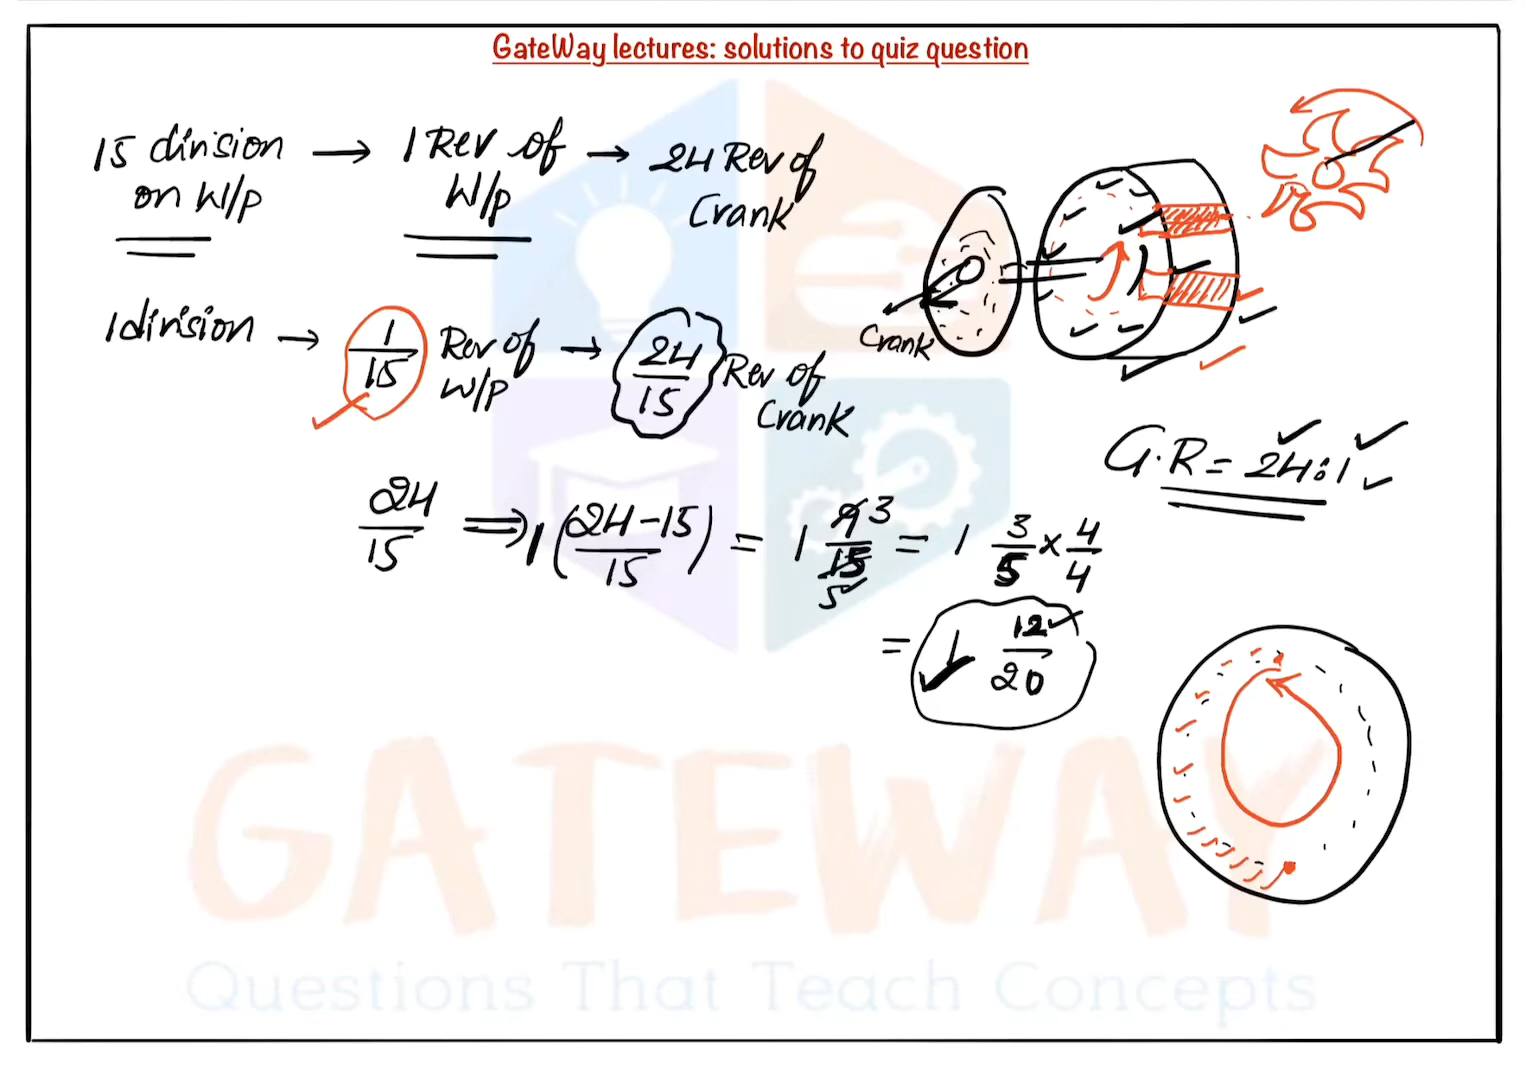 GateWay lectures: solutions to quiz question
15 division on W/p → 1 Rev of W/p → 24 Rev of Crank
1 division → 1/15 Rev of W/p → 24/15 Rev of Crank
Crank
G.R = 24:1
24/15 ⟹ 1 (24-15/15) = 1 9/15 3/5 = 1 3/5 × 4/4
= 1 12/20
GATEWAY
Questions That Teach Concepts